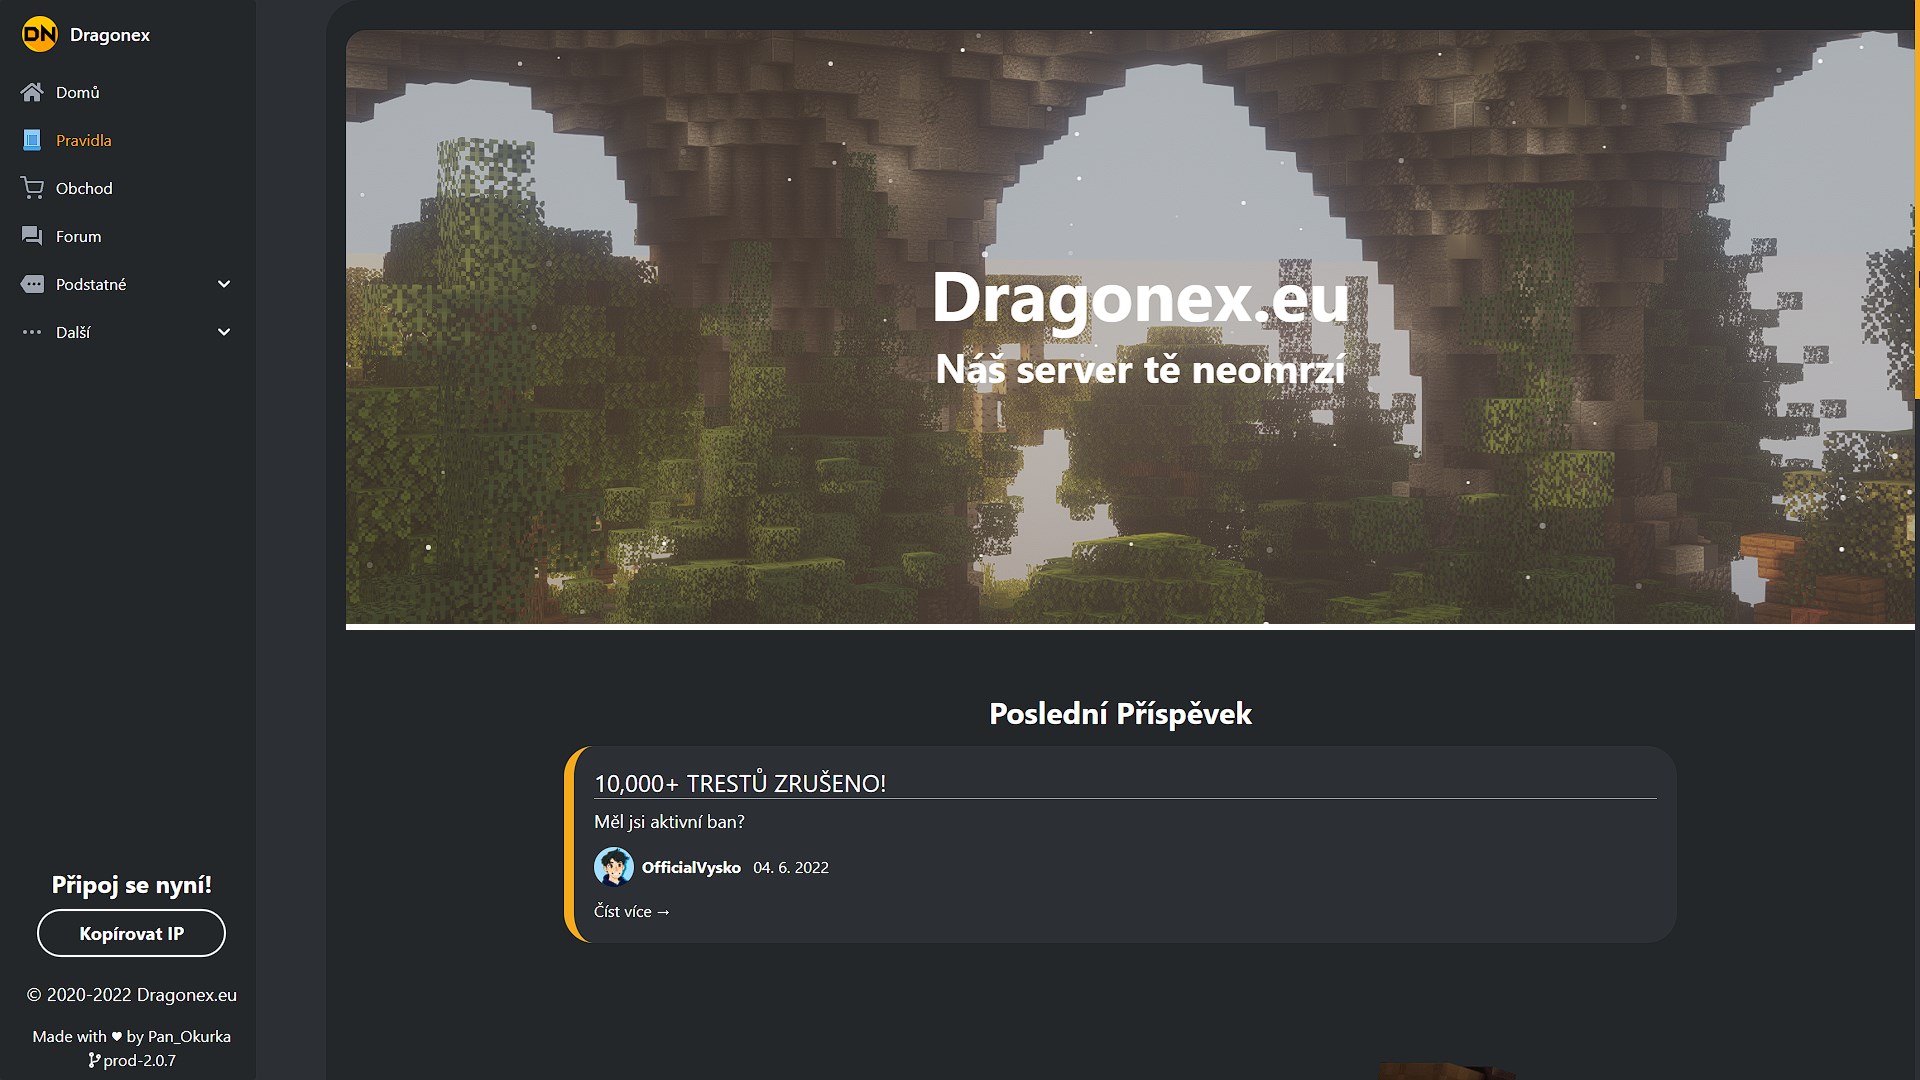 DN Dragonex
Domů
Pravidla
Obchod
Forum
Podstatné
Další
Připoj se nyní!
Kopírovat IP
© 2020-2022 Dragonex.eu
Made with ♥ by Pan_Okurka
prod-2.0.7
Dragonex.eu
Náš server tě neomrzí
Poslední Příspěvek
10,000+ TRESTŮ ZRUŠENO!
Měl jsi aktivní ban?
OfficialVysko 04. 6. 2022
Číst více →